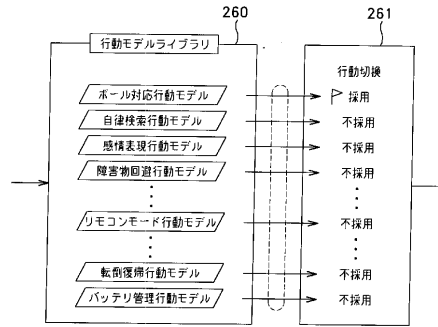 260
261
行動モデルライブラリ
行動切換
ボール対応行動モデル 採用
自律検索行動モデル 不採用
感情表現行動モデル 不採用
障害物回避行動モデル 不採用
リモコンモード行動モデル 不採用
転倒復帰行動モデル 不採用
バッテリ管理行動モデル 不採用